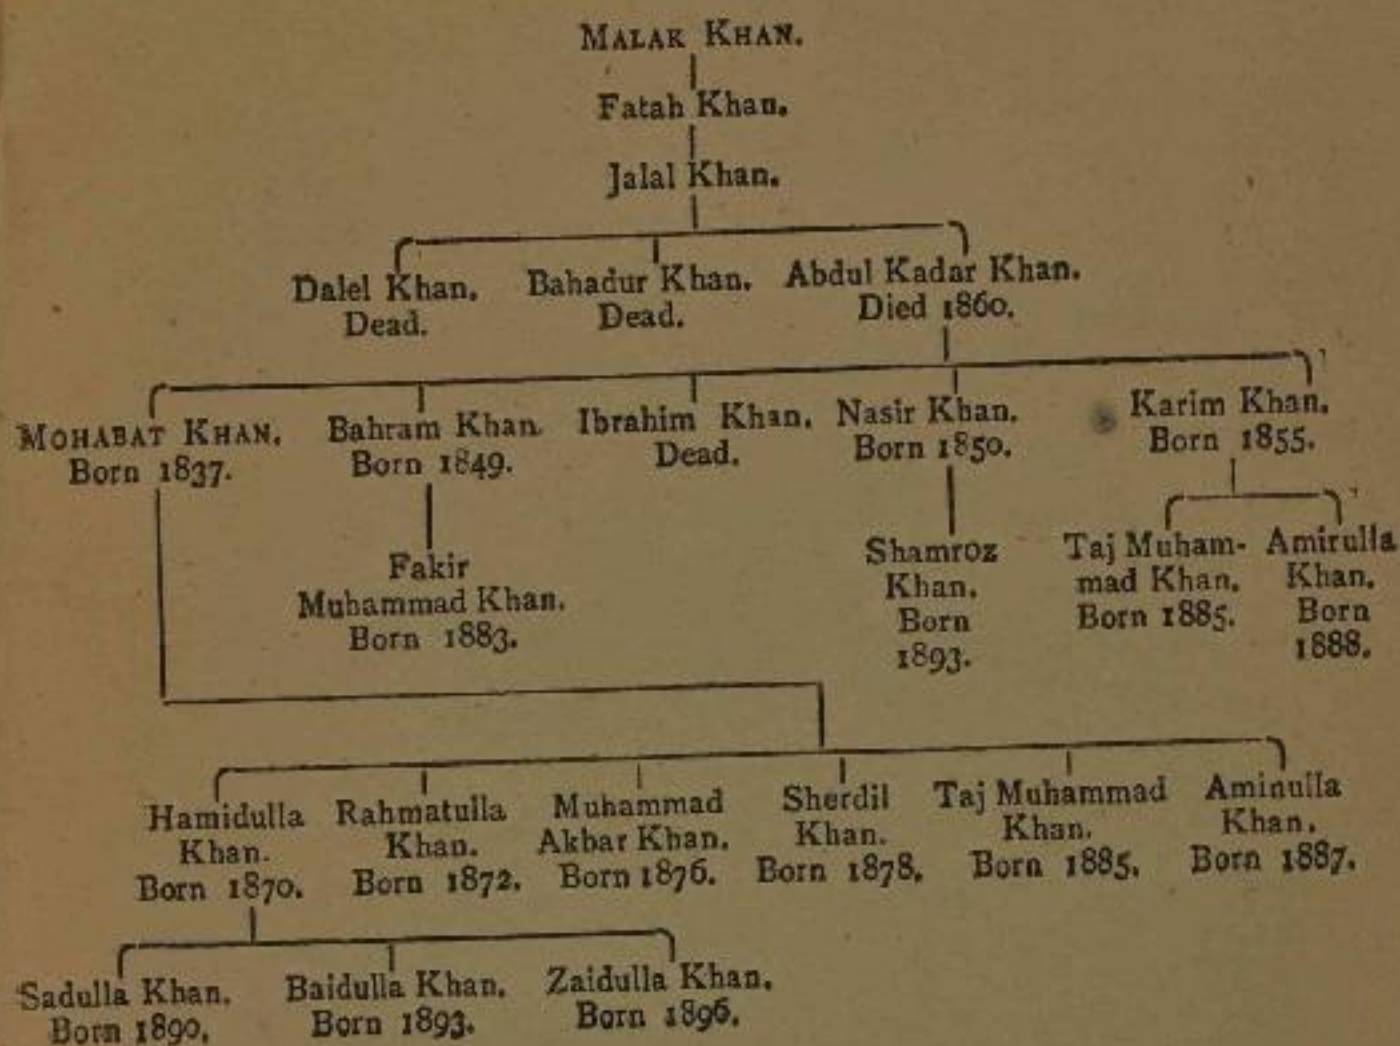 MALAK KHAN.
Fatah Khan.
Jalal Khan.
Dalel Khan. Bahadur Khan. Abdul Kadar Khan.
Dead. Dead. Died 1860.
MOHABAT KHAN. Bahram Khan Ibrahim Khan. Nasir Khan. Karim Khan.
Born 1837. Born 1849. Dead. Born 1850. Born 1855.
Fakir Shamroz Taj Muham- Amirulla
Muhammad Khan. Khan. mad Khan. Khan.
Born 1883. Born Born 1885. Born
1893. 1888.
Hamidulla Rahmatulla Muhammad Sherdil Taj Muhammad Aminulla
Khan. Khan. Akbar Khan. Khan. Khan. Khan.
Born 1870. Born 1872. Born 1876. Born 1878. Born 1885. Born 1887.
Sadulla Khan. Baidulla Khan. Zaidulla Khan.
Born 1890. Born 1893. Born 1896.